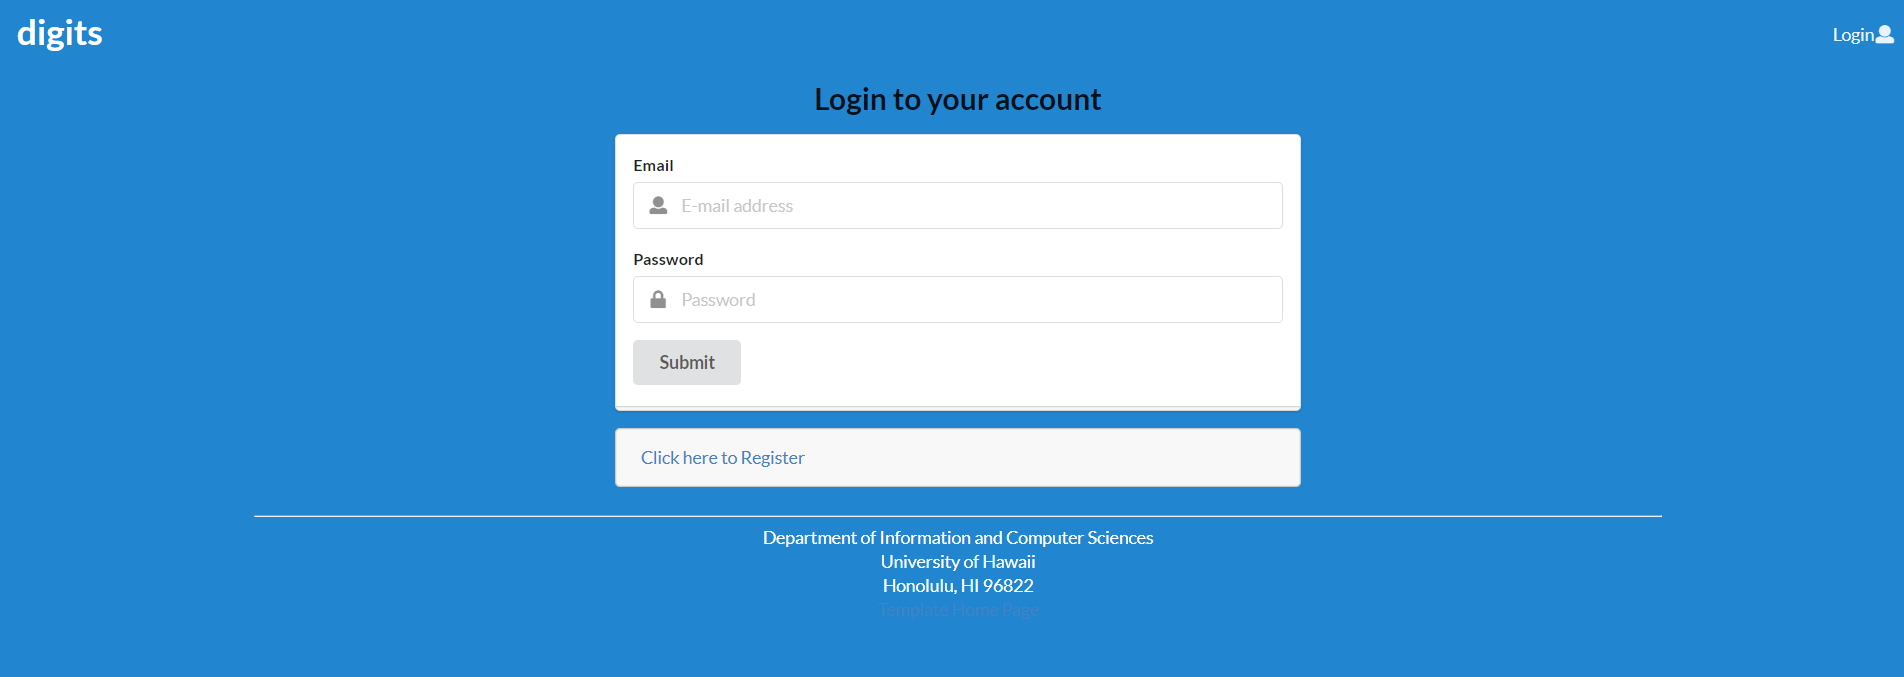 digits
Login
Login to your account
Email
E-mail address
Password
Password
Submit
Click here to Register
Department of Information and Computer Sciences
University of Hawaii
Honolulu, HI 96822
Template Home Page